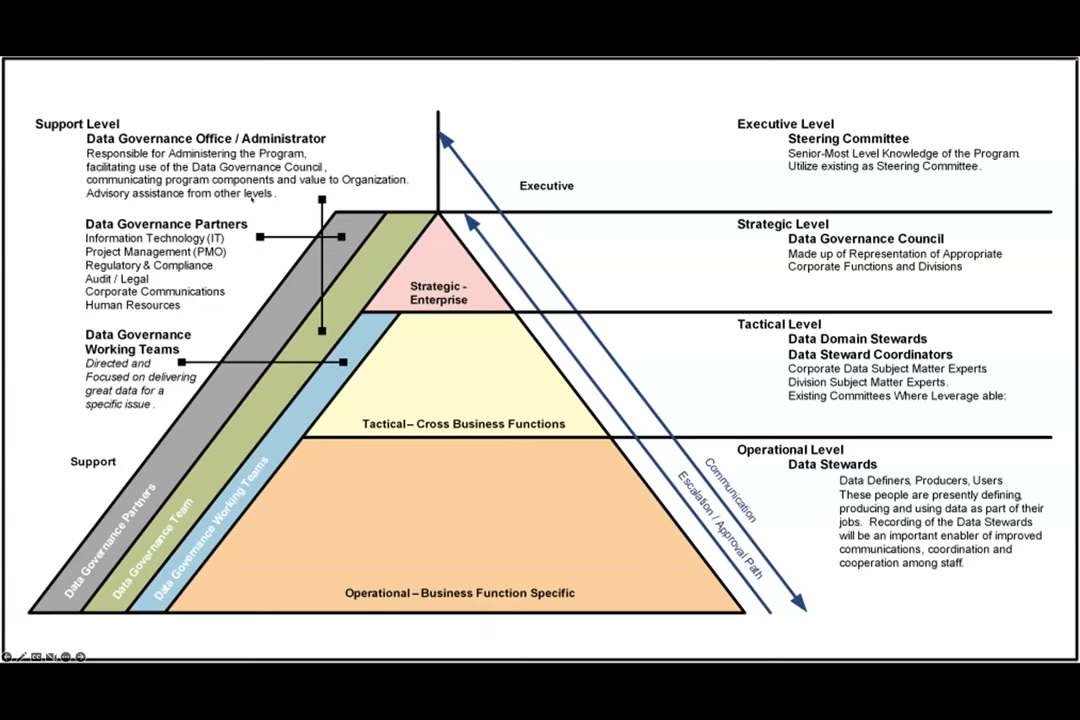 Support Level
Data Governance Office / Administrator
Responsible for Administering the Program,
facilitating use of the Data Governance Council,
communicating program components and value to Organization.
Advisory assistance from other levels.
Data Governance Partners
Information Technology (IT)
Project Management (PMO)
Regulatory & Compliance
Audit / Legal
Corporate Communications
Human Resources
Data Governance
Working Teams
Directed and
Focused on delivering
great data for a
specific issue.
Support
Data Governance Partners
Data Governance Team
Data Governance Working Teams
Executive
Strategic -
Enterprise
Tactical – Cross Business Functions
Operational – Business Function Specific
Communication
Escalation / Approval Path
Executive Level
Steering Committee
Senior-Most Level Knowledge of the Program.
Utilize existing as Steering Committee.
Strategic Level
Data Governance Council
Made up of Representation of Appropriate
Corporate Functions and Divisions
Tactical Level
Data Domain Stewards
Data Steward Coordinators
Corporate Data Subject Matter Experts
Division Subject Matter Experts.
Existing Committees Where Leverage able:
Operational Level
Data Stewards
Data Definers, Producers, Users
These people are presently defining,
producing and using data as part of their
jobs. Recording of the Data Stewards
will be an important enabler of improved
communications, coordination and
cooperation among staff.